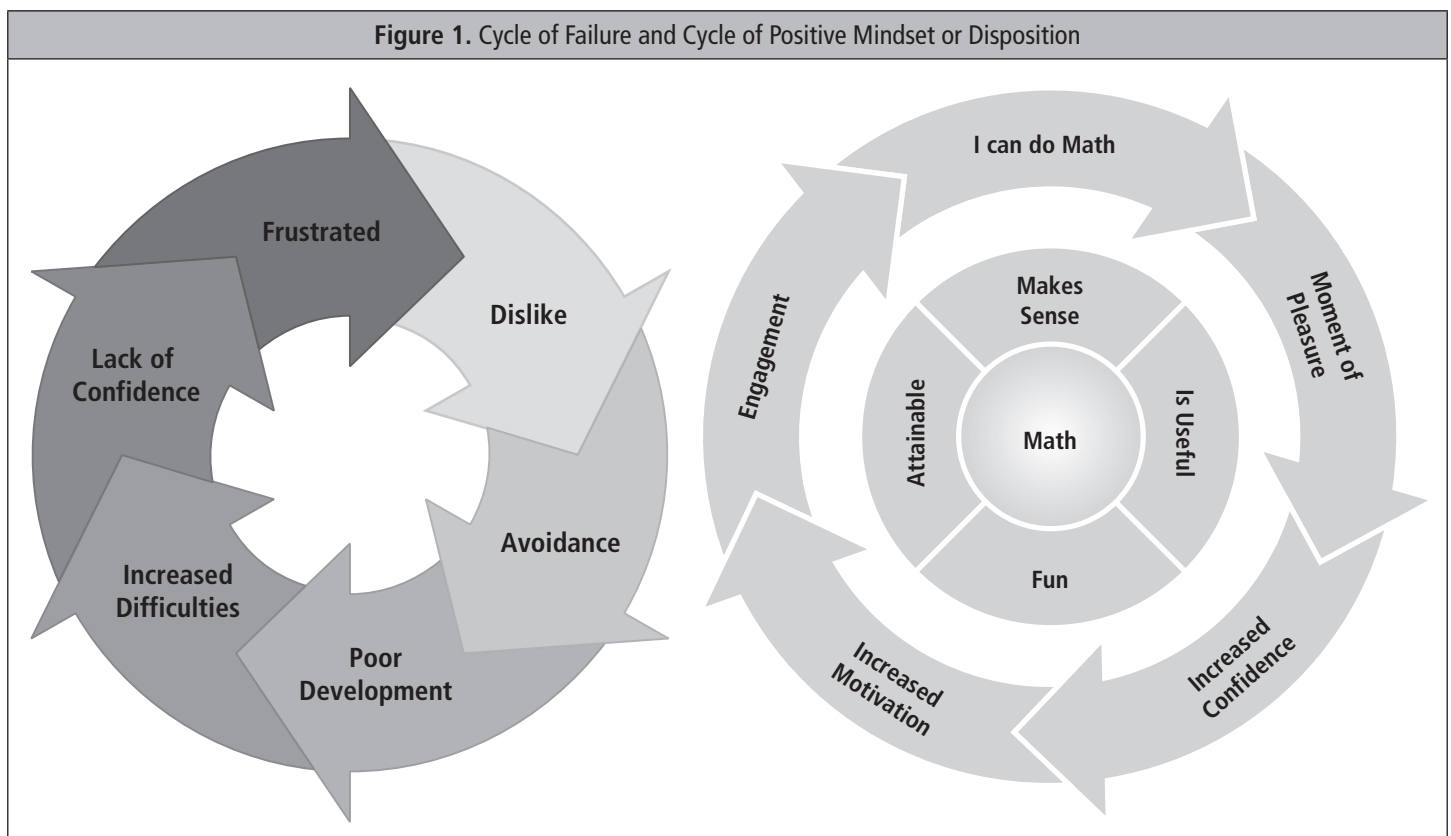 Figure 1. Cycle of Failure and Cycle of Positive Mindset or Disposition
Frustrated
Dislike
Avoidance
Poor
Development
Increased
Difficulties
Lack of
Confidence
I can do Math
Moment of
Pleasure
Increased
Confidence
Increased
Motivation
Engagement
Makes
Sense
Is Useful
Fun
Attainable
Math